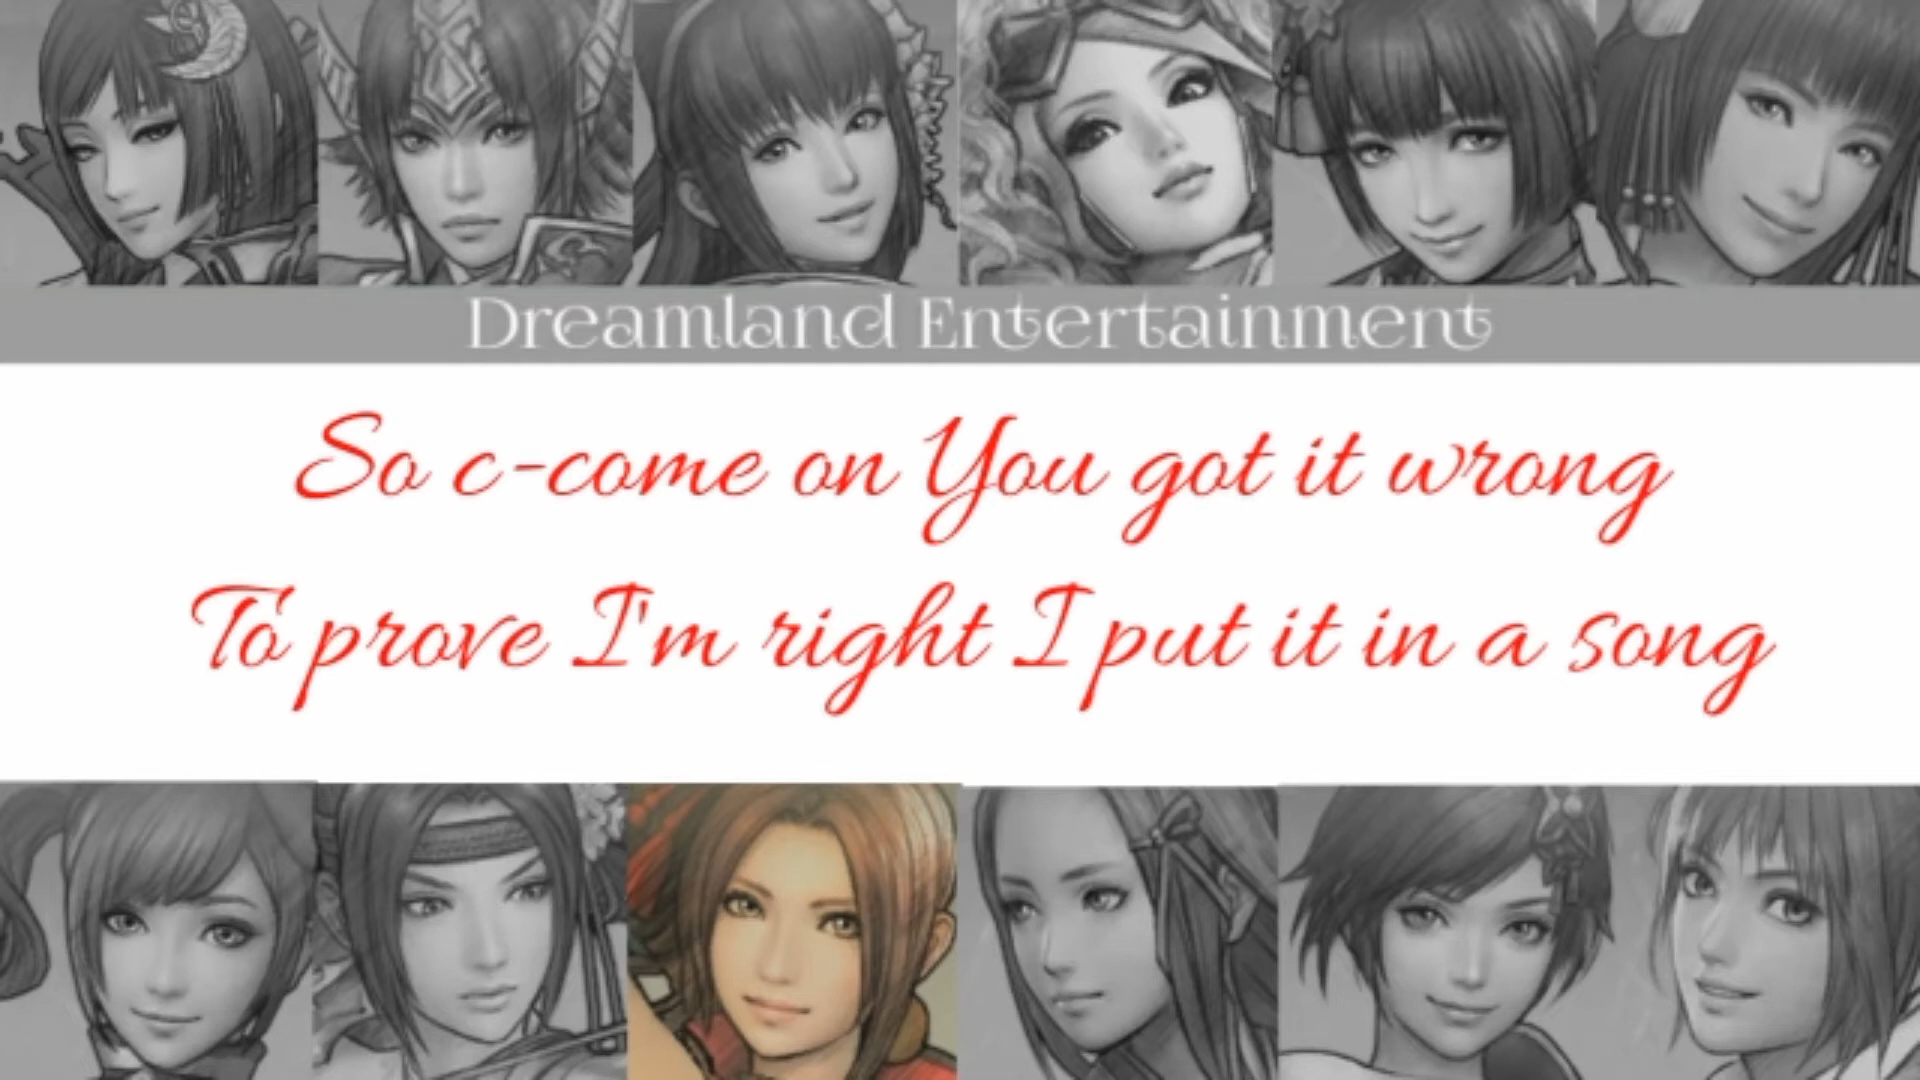 Dreamland Entertainment
So c-come on You got it wrong
To prove I'm right I put it in a song